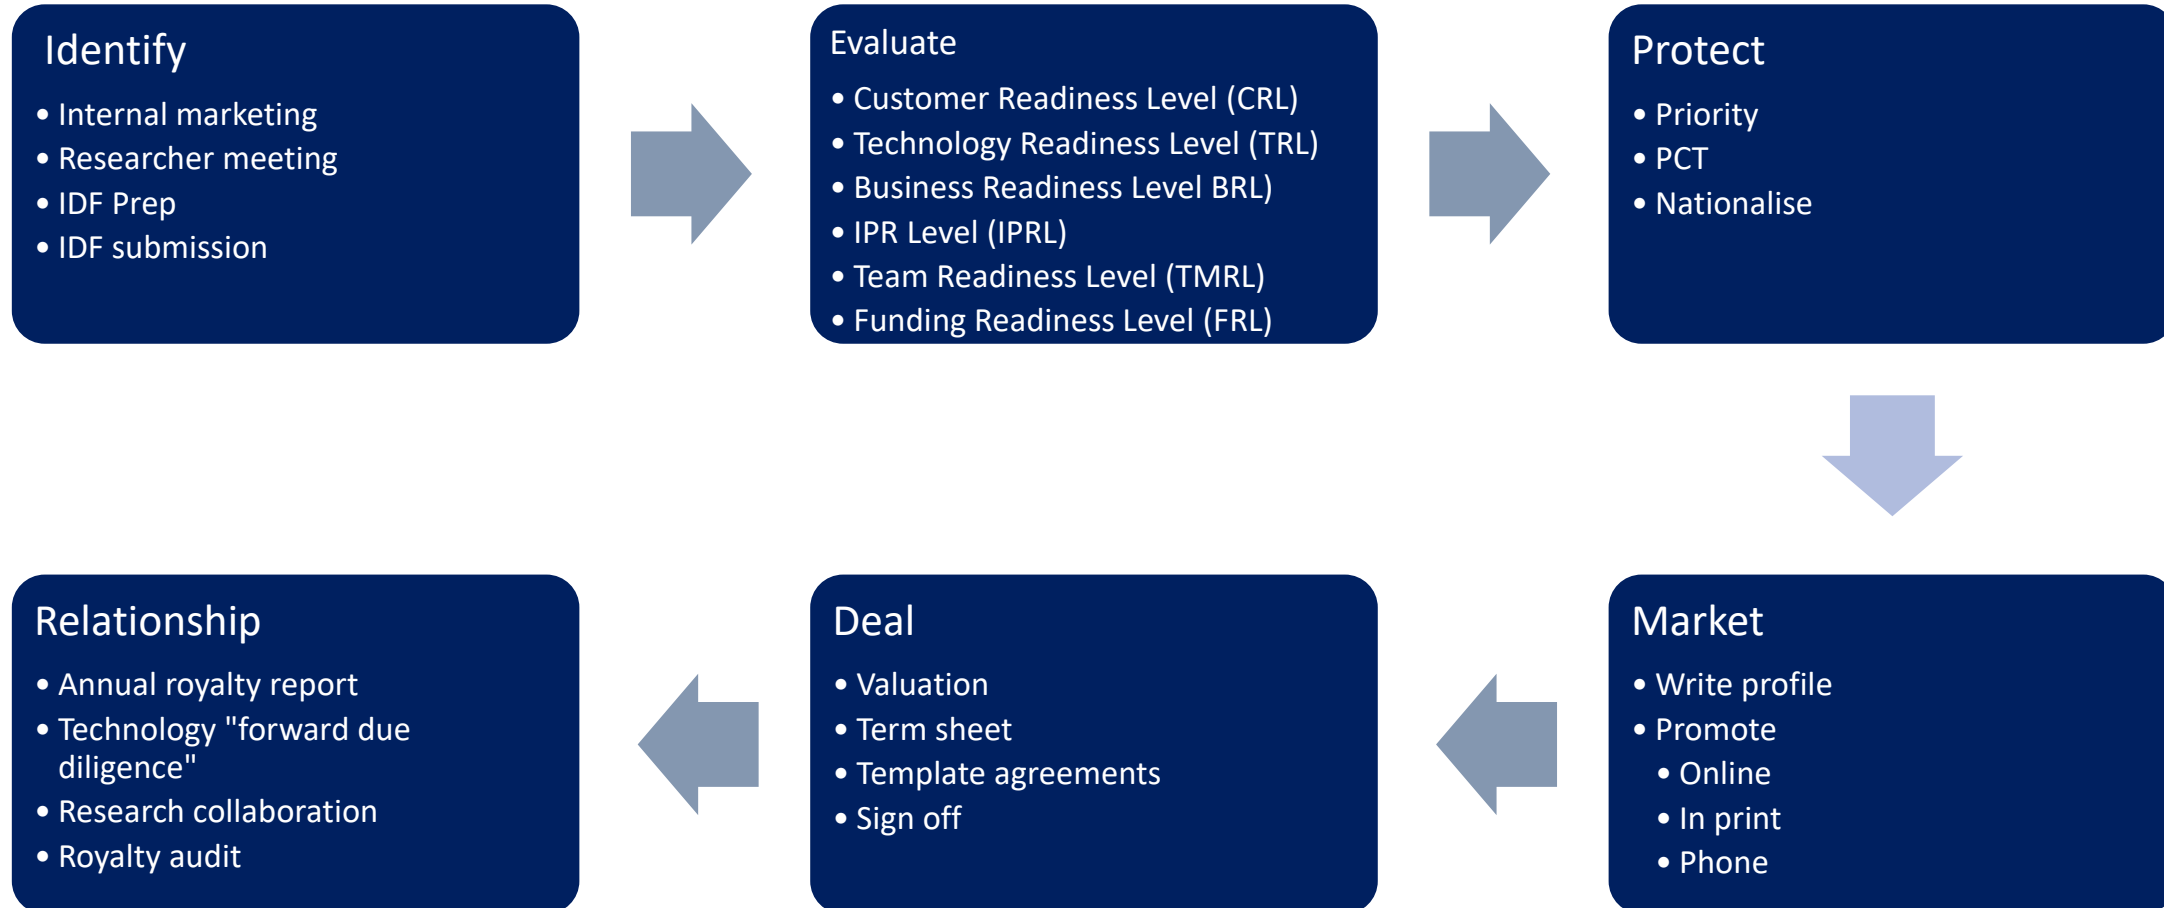 Identify
• Internal marketing
• Researcher meeting
• IDF Prep
• IDF submission
Evaluate
• Customer Readiness Level (CRL)
• Technology Readiness Level (TRL)
• Business Readiness Level BRL)
• IPR Level (IPRL)
• Team Readiness Level (TMRL)
• Funding Readiness Level (FRL)
Protect
• Priority
• PCT
• Nationalise
Market
• Write profile
• Promote
• Online
• In print
• Phone
Deal
• Valuation
• Term sheet
• Template agreements
• Sign off
Relationship
• Annual royalty report
• Technology "forward due
diligence"
• Research collaboration
• Royalty audit